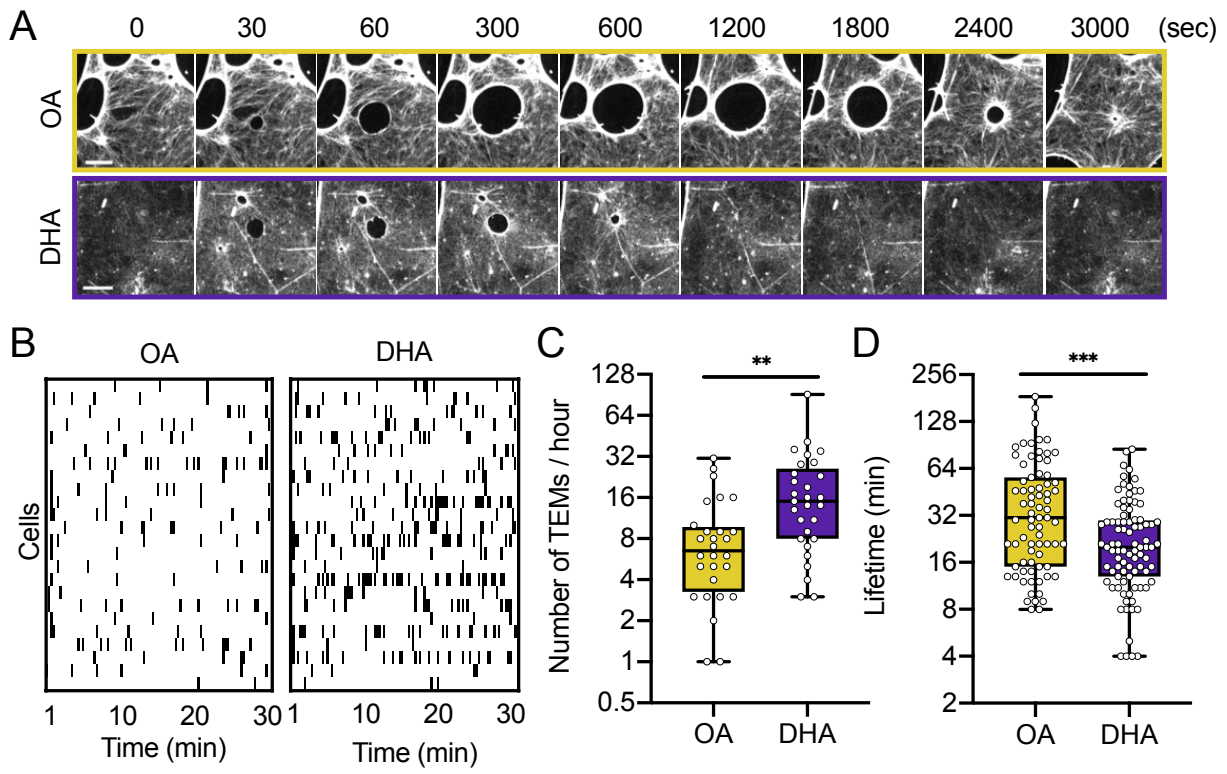 A
0 30 60 300 600 1200 1800 2400 3000 (sec)
OA
DHA
B
OA DHA
Cells
1 10 20 30 1 10 20 30
Time (min) Time (min)
C
**
Number of TEMs / hour
128
64
32
16
8
4
2
1
0.5
OA DHA
D
***
Lifetime (min)
256
128
64
32
16
8
4
2
OA DHA